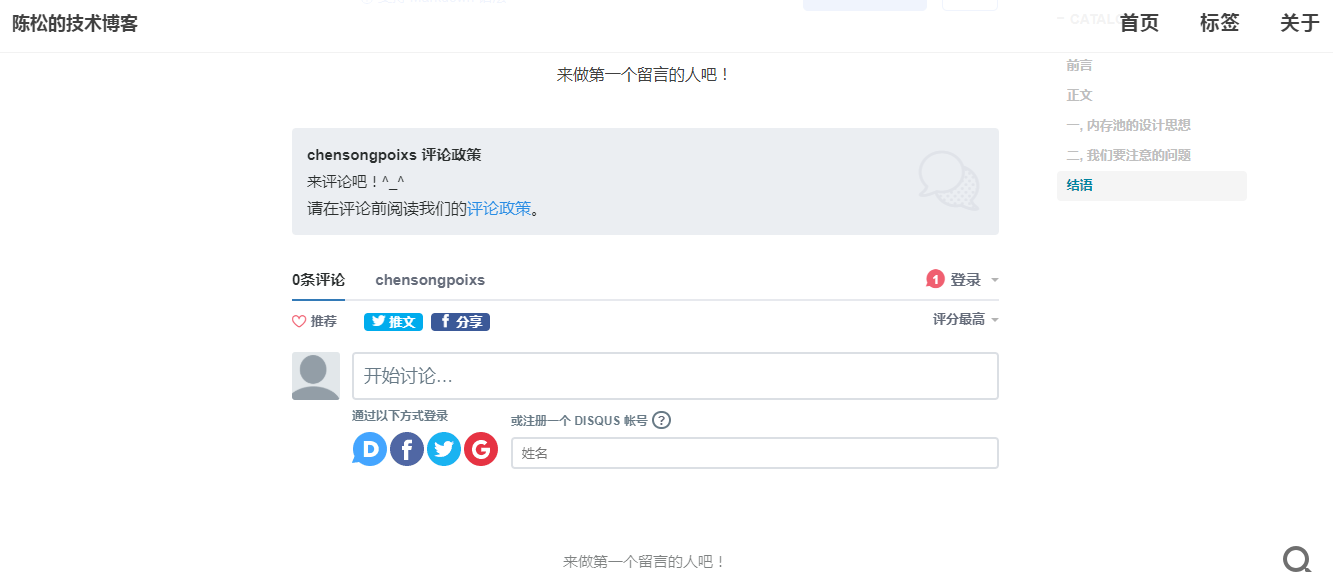 陈松的技术博客
首页 标签 关于
CATALOG
前言
正文
一, 内存池的设计思想
二, 我们要注意的问题
结语
来做第一个留言的人吧！
chensongpoixs 评论政策
来评论吧！^_^
请在评论前阅读我们的评论政策。
0条评论 chensongpoixs 1 登录
推荐 推文 分享 评分最高
开始讨论...
通过以下方式登录
或注册一个 DISQUS 帐号 ?
姓名
来做第一个留言的人吧！